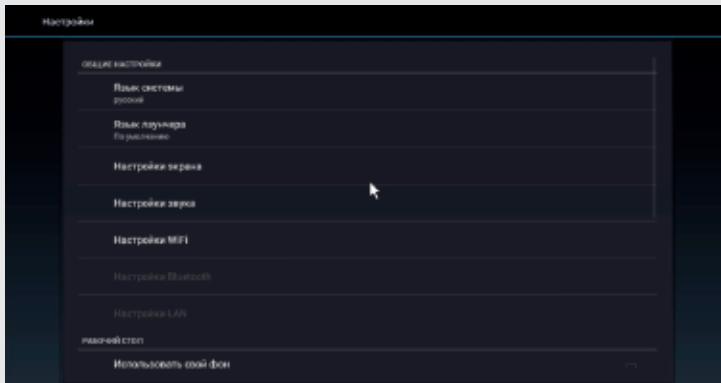 Настройки
ОБЩИЕ НАСТРОЙКИ
Язык системы
русский
Язык лаунчера
По умолчанию
Настройки экрана
Настройки звука
Настройки WiFi
Настройки Bluetooth
Настройки LAN
РАБОЧИЙ СТОЛ
Использовать свой фон